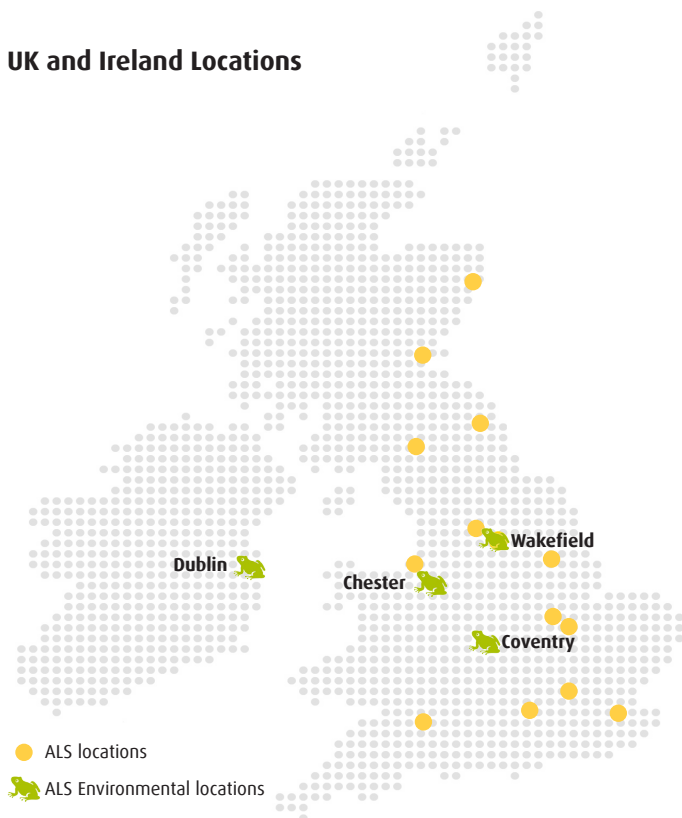 UK and Ireland Locations
Wakefield
Dublin
Chester
Coventry
ALS locations
ALS Environmental locations